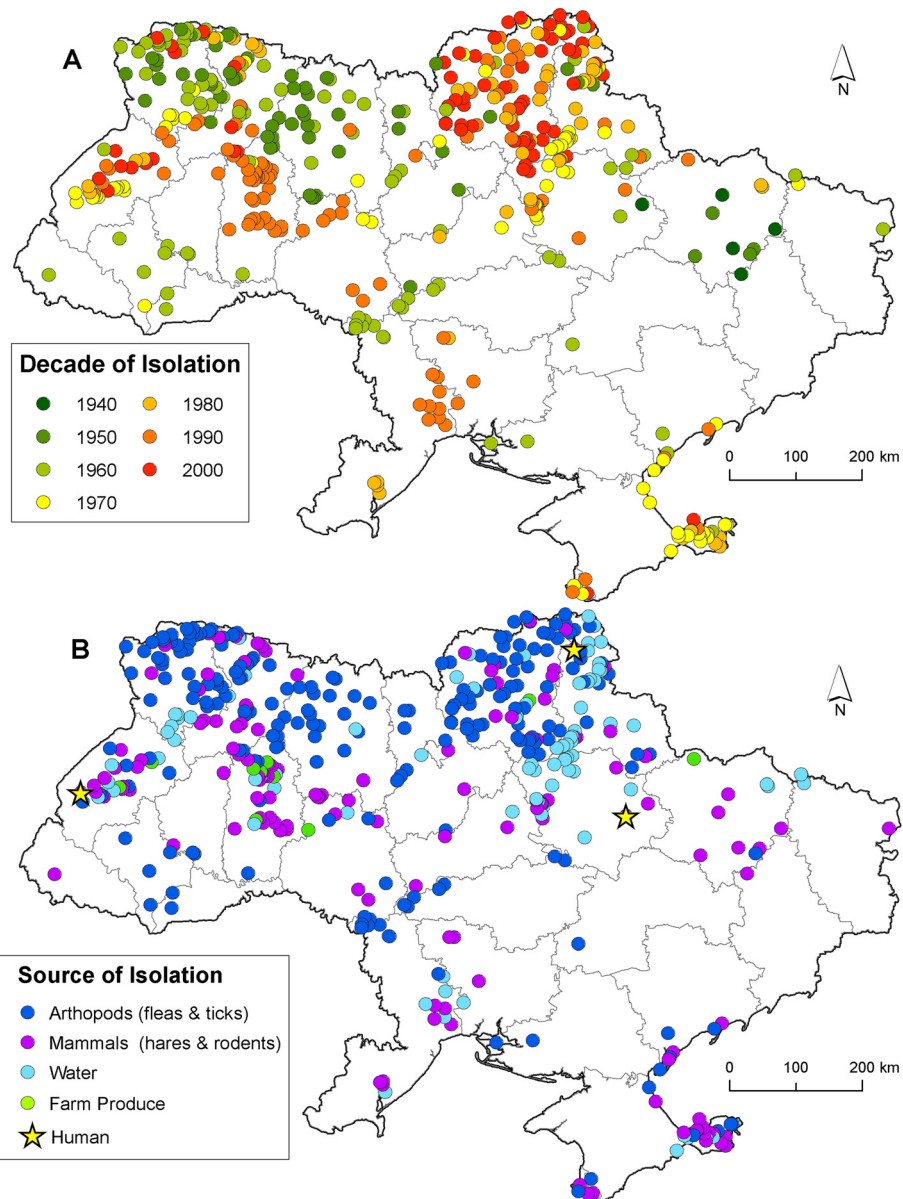 A
N
Decade of Isolation
1940
1980
1950
1990
1960
2000
1970
0 100 200 km
B
N
Source of Isolation
Arthopods (fleas & ticks)
Mammals (hares & rodents)
Water
Farm Produce
Human
0 100 200 km